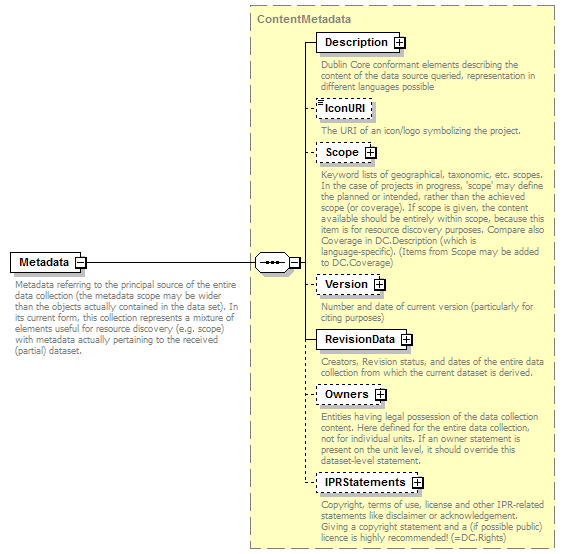 ContentMetadata
Description
Dublin Core conformant elements describing the
content of the data source queried, representation in
different languages possible
IconURI
The URI of an icon/logo symbolizing the project.
Scope
Keyword lists of geographical, taxonomic, etc. scopes.
In the case of projects in progress, 'scope' may define
the planned or intended, rather than the achieved
scope (or coverage). If scope is given, the content
available should be entirely within scope, because this
item is for resource discovery purposes. Compare also
Coverage in DC.Description (which is
language-specific). (Items from Scope may be added
to DC.Coverage)
Metadata
Metadata referring to the principal source of the entire
data collection (the metadata scope may be wider
than the objects actually contained in the data set). In
its current form, this collection represents a mixture of
elements useful for resource discovery (e.g. scope)
with metadata actually pertaining to the received
(partial) dataset.
Version
Number and date of current version (particularly for
citing purposes)
RevisionData
Creators, Revision status, and dates of the entire data
collection from which the current dataset is derived.
Owners
Entities having legal possession of the data collection
content. Here defined for the entire data collection,
not for individual units. If an owner statement is
present on the unit level, it should override this
dataset-level statement.
IPRStatements
Copyright, terms of use, license and other IPR-related
statements like disclaimer or acknowledgement.
Giving a copyright statement and a (if possible public)
licence is highly recommended! (=DC.Rights)